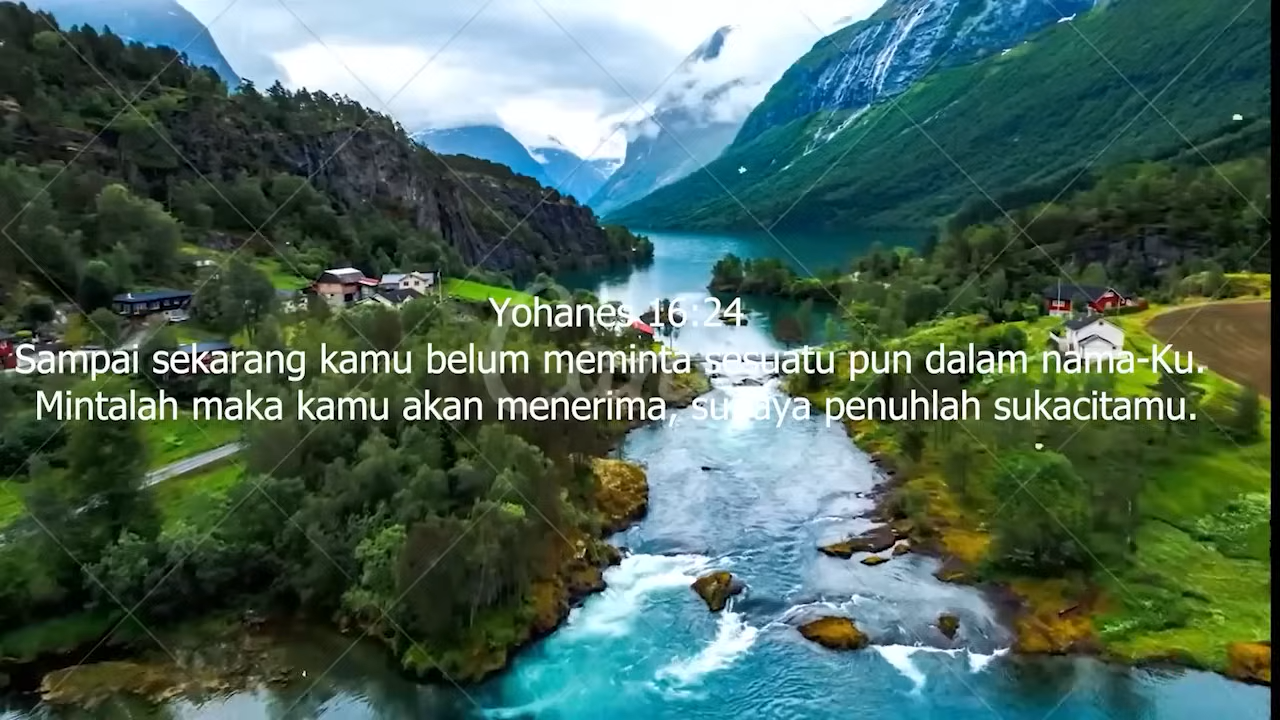 Yohanes 16:24
Sampai sekarang kamu belum meminta sesuatu pun dalam nama-Ku.
Mintalah maka kamu akan menerima, supaya penuhlah sukacitamu.